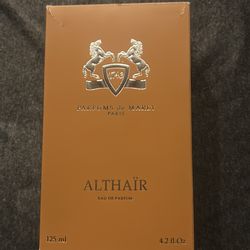 PARFUMS de MARLY
PARIS
ALTHAÏR
EAU DE PARFUM
125 ml 4.2 fl.Oz